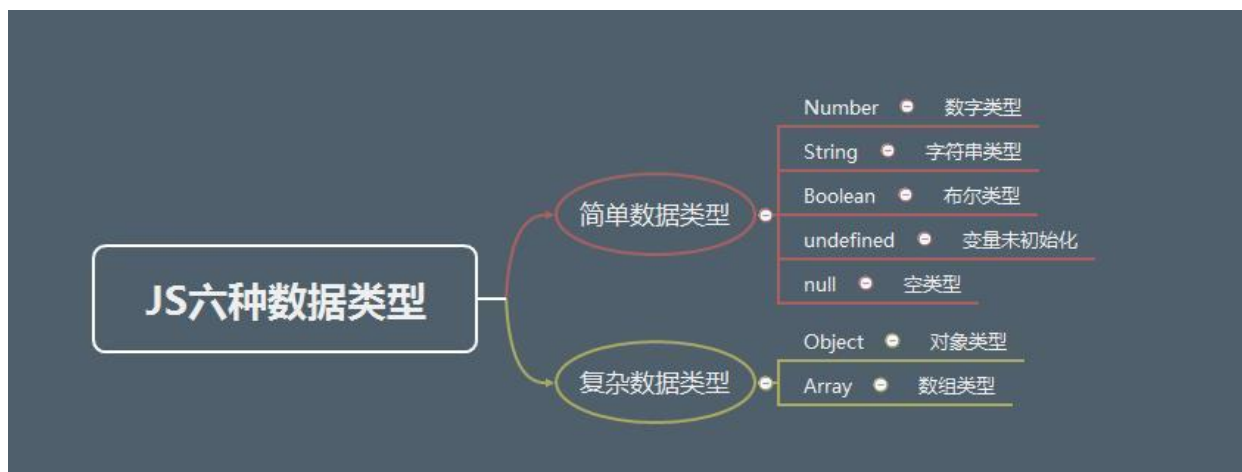 JS六种数据类型
简单数据类型
Number 数字类型
String 字符串类型
Boolean 布尔类型
undefined 变量未初始化
null 空类型
复杂数据类型
Object 对象类型
Array 数组类型